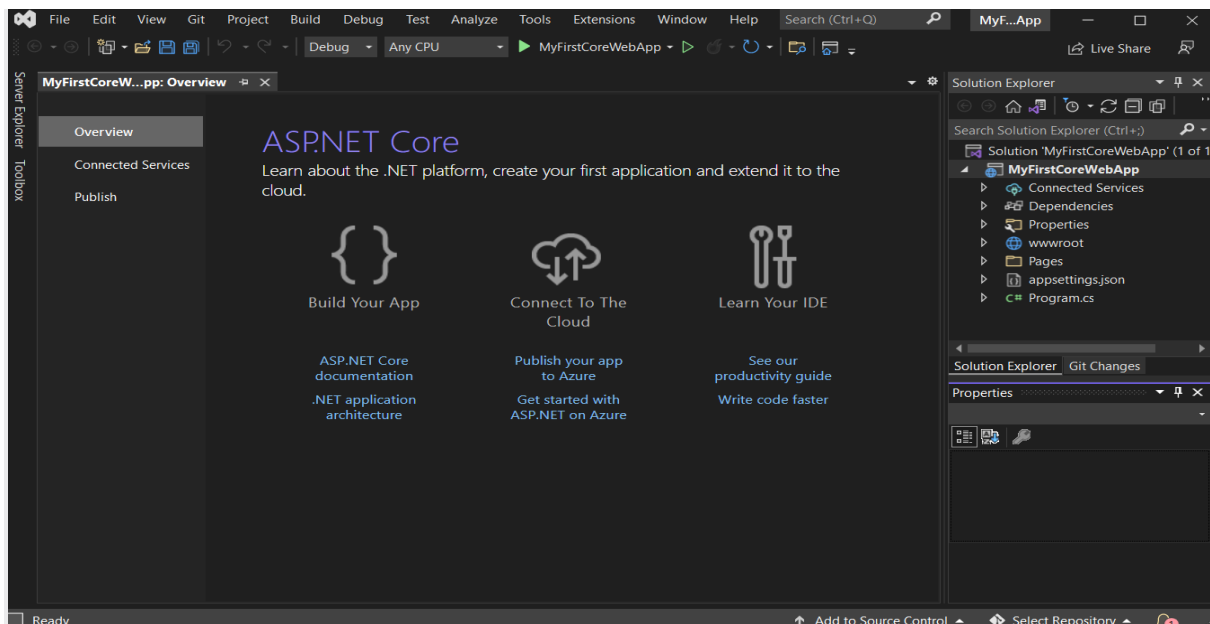 File Edit View Git Project Build Debug Test Analyze Tools Extensions Window Help Search (Ctrl+Q) MyF...App
Debug Any CPU MyFirstCoreWebApp Live Share
Server Explorer
Toolbox
MyFirstCoreW...pp: Overview
Overview
Connected Services
Publish
ASP.NET Core
Learn about the .NET platform, create your first application and extend it to the
cloud.
Build Your App
ASP.NET Core
documentation
.NET application
architecture
Connect To The
Cloud
Publish your app
to Azure
Get started with
ASP.NET on Azure
Learn Your IDE
See our
productivity guide
Write code faster
Solution Explorer
Search Solution Explorer (Ctrl+;)
Solution 'MyFirstCoreWebApp' (1 of 1
MyFirstCoreWebApp
Connected Services
Dependencies
Properties
wwwroot
Pages
appsettings.json
C# Program.cs
Solution Explorer Git Changes
Properties
Ready Add to Source Control Select Repository 1